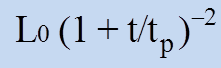 L₀ (1 + t/tₚ)⁻²